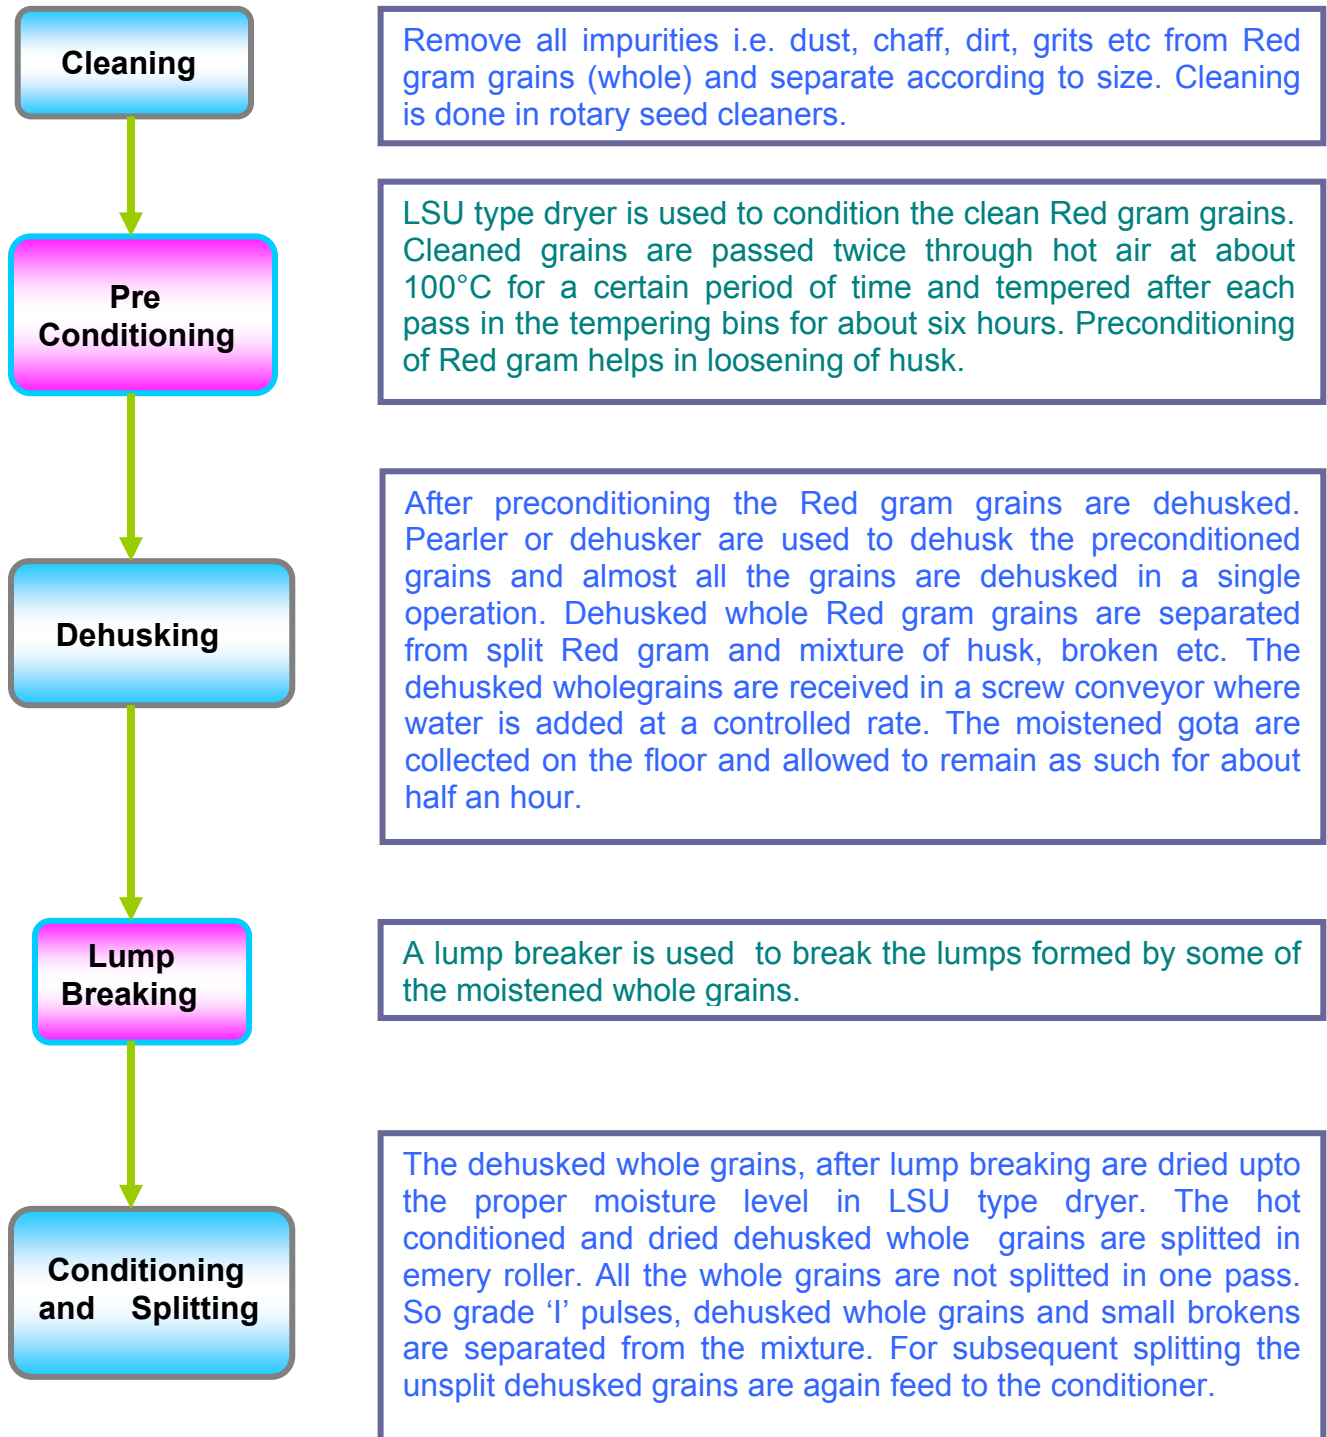 Cleaning
Remove all impurities i.e. dust, chaff, dirt, grits etc from Red
gram grains (whole) and separate according to size. Cleaning
is done in rotary seed cleaners.
Pre
Conditioning
LSU type dryer is used to condition the clean Red gram grains.
Cleaned grains are passed twice through hot air at about
100°C for a certain period of time and tempered after each
pass in the tempering bins for about six hours. Preconditioning
of Red gram helps in loosening of husk.
Dehusking
After preconditioning the Red gram grains are dehusked.
Pearler or dehusker are used to dehusk the preconditioned
grains and almost all the grains are dehusked in a single
operation. Dehusked whole Red gram grains are separated
from split Red gram and mixture of husk, broken etc. The
dehusked wholegrains are received in a screw conveyor where
water is added at a controlled rate. The moistened gota are
collected on the floor and allowed to remain as such for about
half an hour.
Lump
Breaking
A lump breaker is used to break the lumps formed by some of
the moistened whole grains.
Conditioning
and Splitting
The dehusked whole grains, after lump breaking are dried upto
the proper moisture level in LSU type dryer. The hot
conditioned and dried dehusked whole grains are splitted in
emery roller. All the whole grains are not splitted in one pass.
So grade ‘I’ pulses, dehusked whole grains and small brokens
are separated from the mixture. For subsequent splitting the
unsplit dehusked grains are again feed to the conditioner.